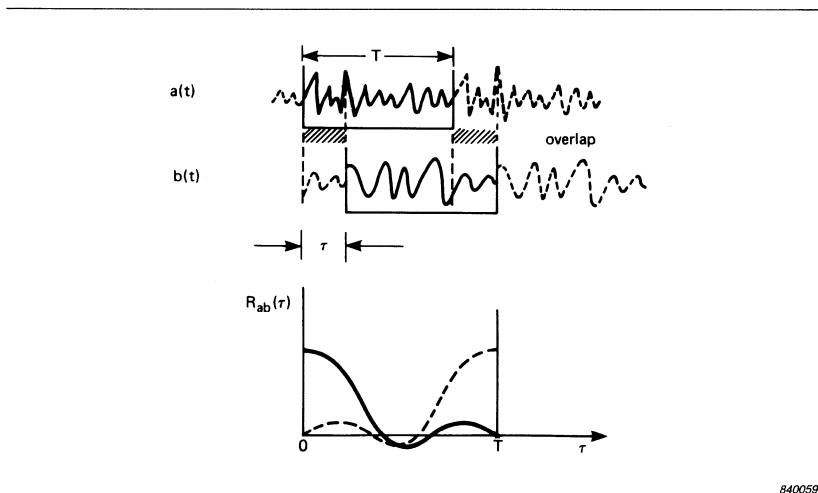 T
a(t)
overlap
b(t)
τ
R_ab(τ)
0 T τ
840059